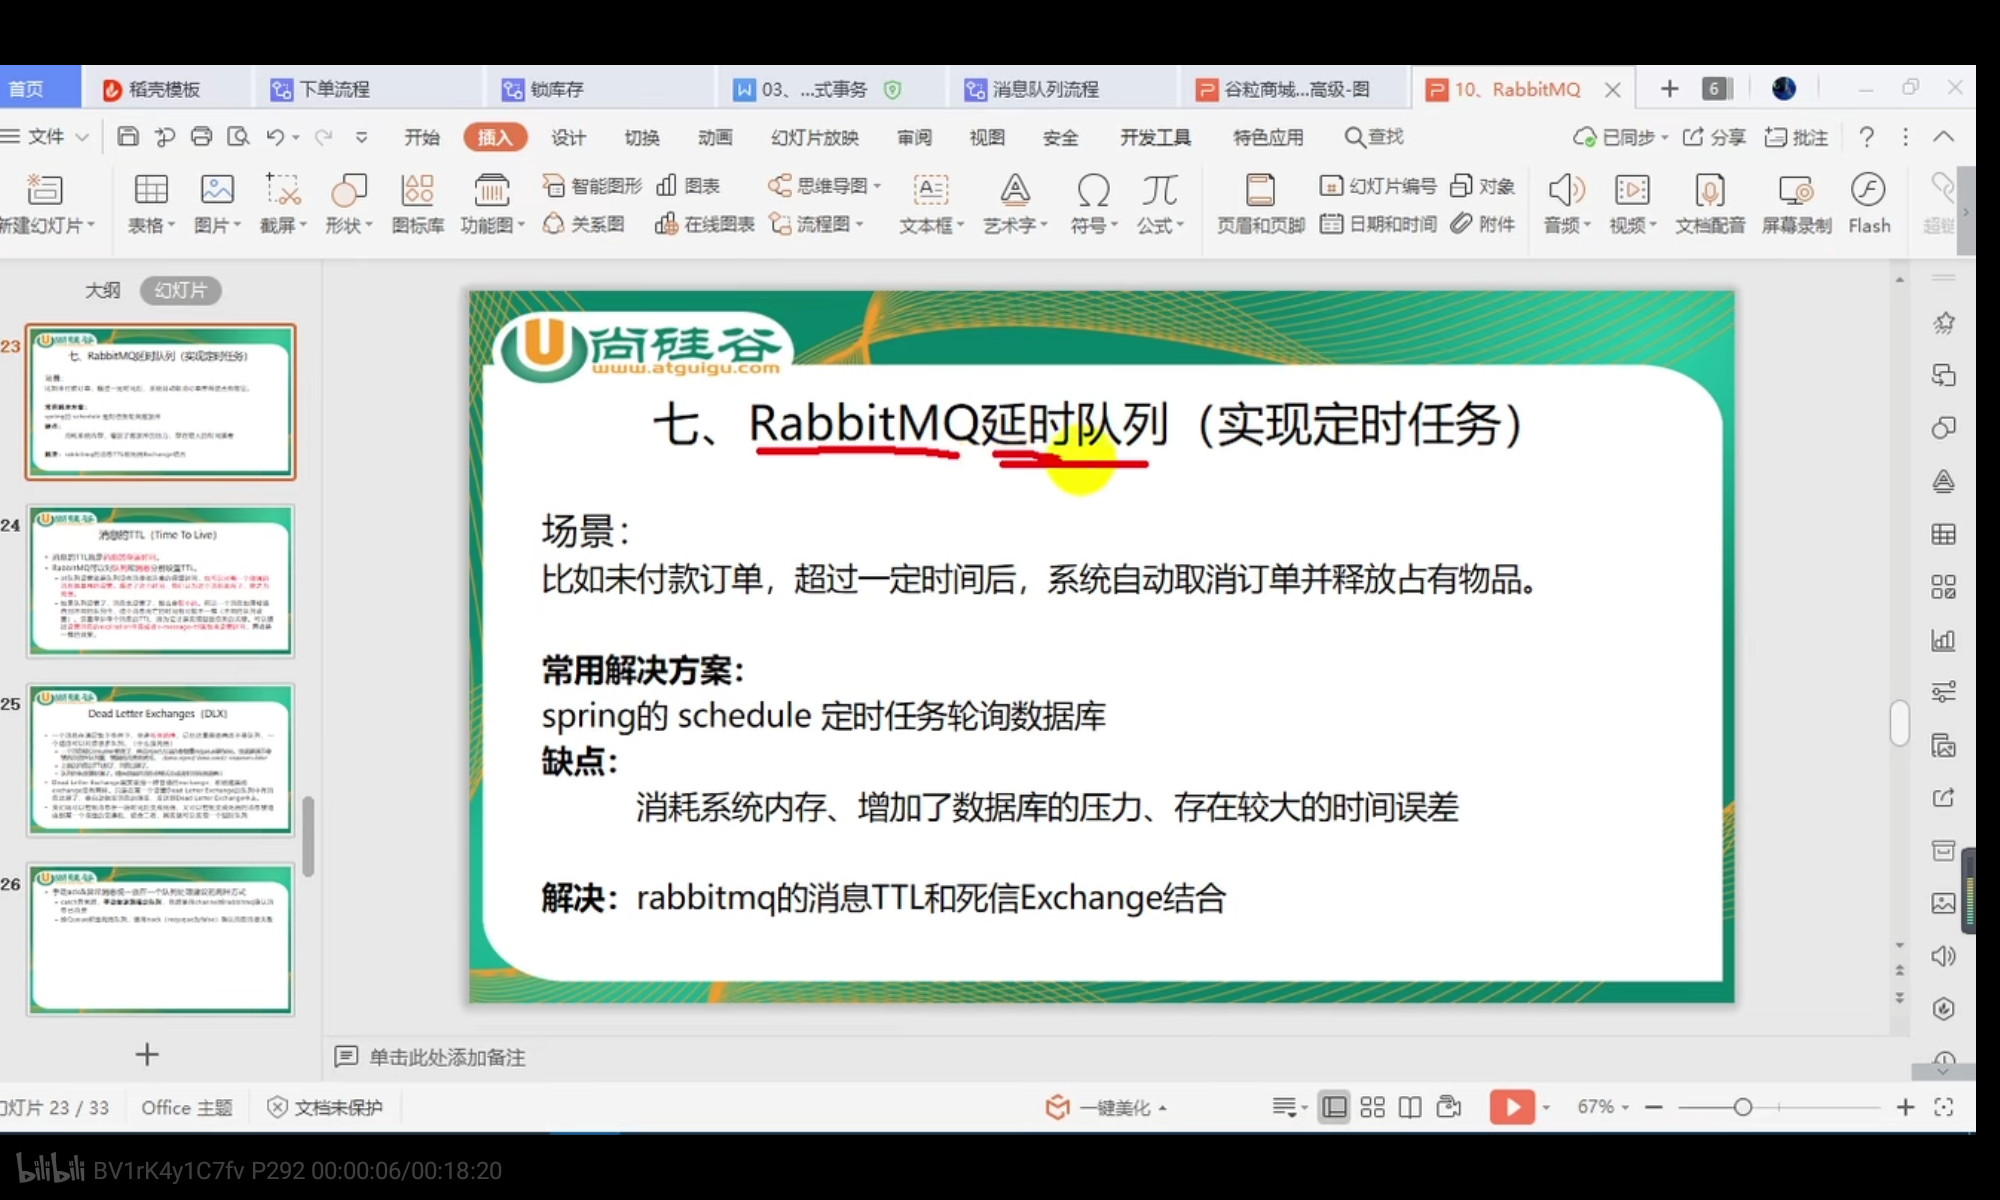 首页
稻壳模板
下单流程
锁库存
03、...式事务
消息队列流程
谷粒商城...高级-图
10、RabbitMQ
6
文件
开始
插入
设计
切换
动画
幻灯片放映
审阅
视图
安全
开发工具
特色应用
查找
已同步
分享
批注
新建幻灯片
表格
图片
截屏
形状
图标库
功能图
智能图形
图表
关系图
在线图表
思维导图
流程图
文本框
艺术字
符号
公式
页眉和页脚
幻灯片编号
对象
日期和时间
附件
音频
视频
文档配音
屏幕录制
Flash
大纲
幻灯片
23
七、RabbitMQ延时队列（实现定时任务）
24
消息的TTL（Time To Live）
25
Dead Letter Exchanges（DLX）
26
尚硅谷
www.atguigu.com
七、RabbitMQ延时队列（实现定时任务）
场景：
比如未付款订单，超过一定时间后，系统自动取消订单并释放占有物品。
常用解决方案：
spring的 schedule 定时任务轮询数据库
缺点：
消耗系统内存、增加了数据库的压力、存在较大的时间误差
解决：rabbitmq的消息TTL和死信Exchange结合
单击此处添加备注
幻灯片 23 / 33
Office 主题
文档未保护
一键美化
67%
bilibili BV1rK4y1C7fv P292 00:00:06/00:18:20